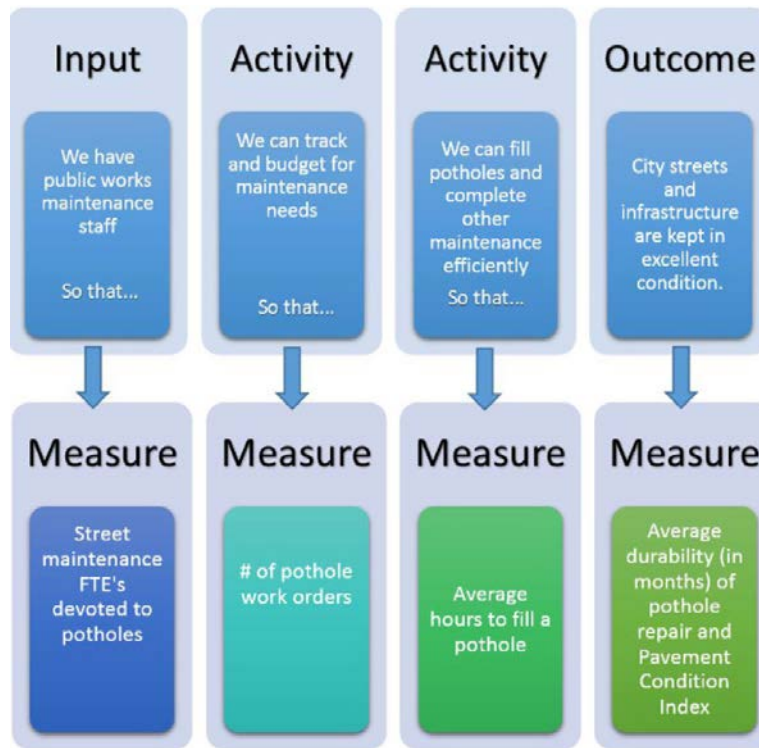 Input
We have
public works
maintenance
staff
So that...
Activity
We can track
and budget for
maintenance
needs
So that...
Activity
We can fill
potholes and
complete
other
maintenance
efficiently
So that...
Outcome
City streets
and
infrastructure
are kept in
excellent
condition.
Measure
Street
maintenance
FTE's
devoted to
potholes
Measure
# of pothole
work orders
Measure
Average
hours to fill a
pothole
Measure
Average
durability (in
months) of
pothole
repair and
Pavement
Condition
Index